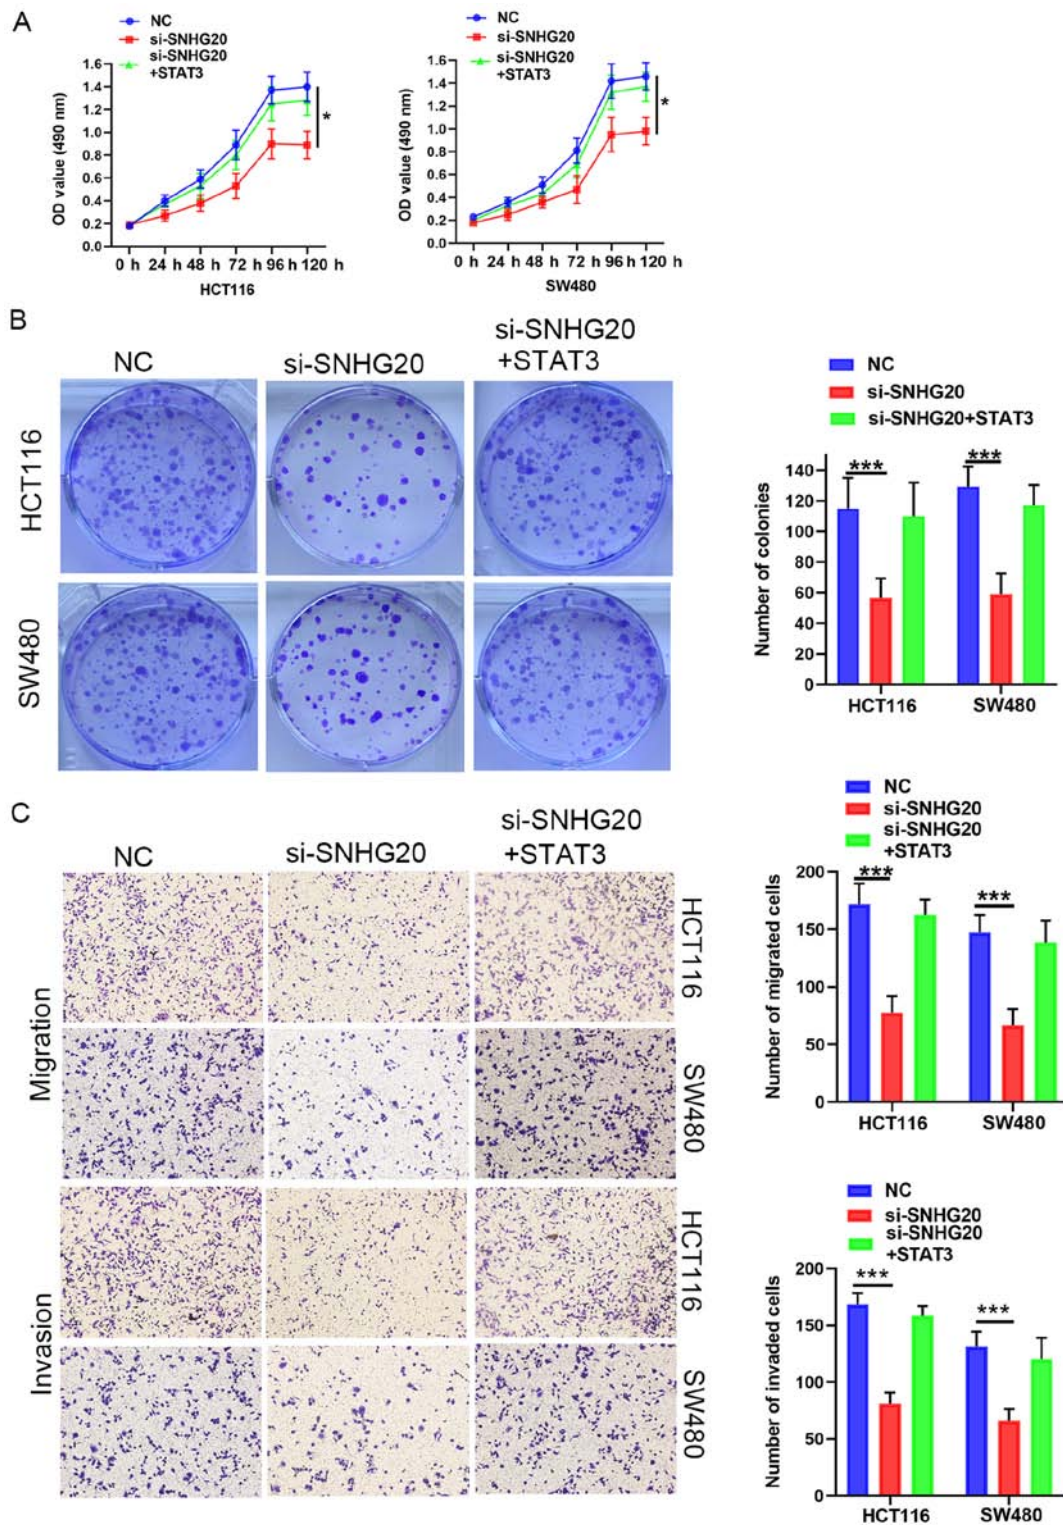 A
NC
si-SNHG20
si-SNHG20
+STAT3
OD value (490 nm)
1.6
1.4
1.2
1.0
0.8
0.6
0.4
0.2
0.0
*
0 h 24 h 48 h 72 h 96 h 120 h
HCT116
NC
si-SNHG20
si-SNHG20
+STAT3
OD value (490 nm)
1.6
1.4
1.2
1.0
0.8
0.6
0.4
0.2
0.0
*
0 h 24 h 48 h 72 h 96 h 120 h
SW480
B
NC
si-SNHG20
si-SNHG20
+STAT3
HCT116
SW480
NC
si-SNHG20
si-SNHG20+STAT3
Number of colonies
140
120
100
80
60
40
20
0
***
***
HCT116
SW480
C
NC
si-SNHG20
si-SNHG20
+STAT3
Migration
HCT116
SW480
Invasion
HCT116
SW480
NC
si-SNHG20
si-SNHG20
+STAT3
Number of migrated cells
200
150
100
50
0
***
***
HCT116
SW480
NC
si-SNHG20
si-SNHG20
+STAT3
Number of invaded cells
200
150
100
50
0
***
***
HCT116
SW480